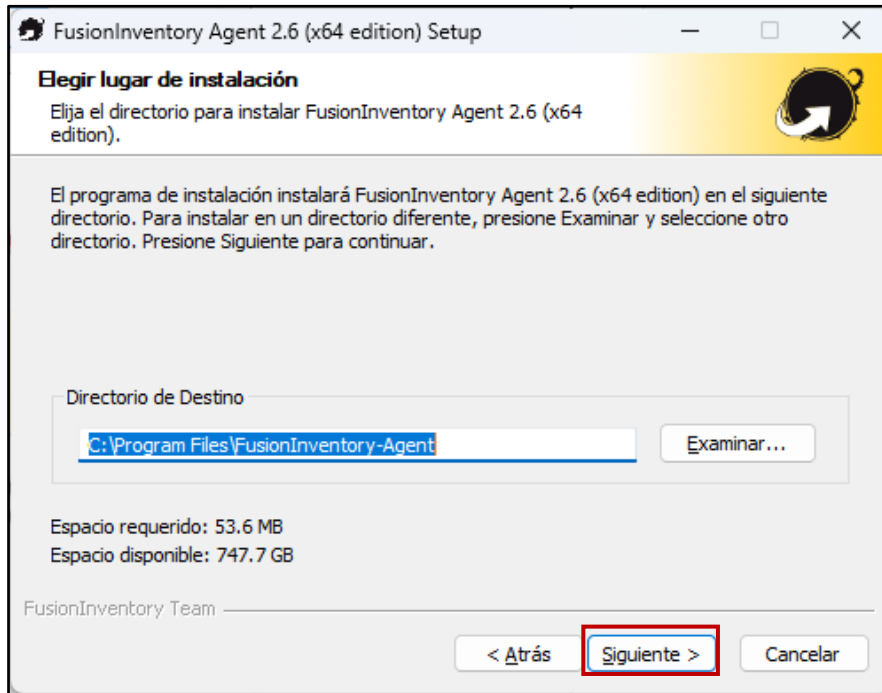 FusionInventory Agent 2.6 (x64 edition) Setup
Elegir lugar de instalación
Elija el directorio para instalar FusionInventory Agent 2.6 (x64
edition).
El programa de instalación instalará FusionInventory Agent 2.6 (x64 edition) en el siguiente
directorio. Para instalar en un directorio diferente, presione Examinar y seleccione otro
directorio. Presione Siguiente para continuar.
Directorio de Destino
C:\Program Files\FusionInventory-Agent
Examinar...
Espacio requerido: 53.6 MB
Espacio disponible: 747.7 GB
FusionInventory Team
< Atrás
Siguiente >
Cancelar